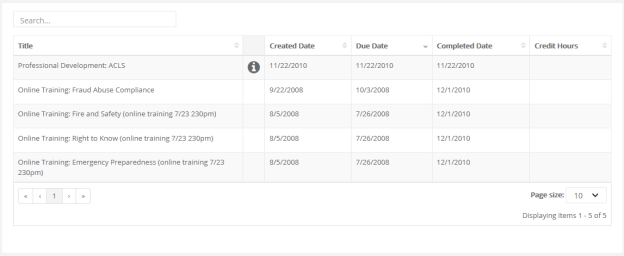 Search...
Title Created Date Due Date Completed Date Credit Hours
Professional Development: ACLS 11/22/2010 11/22/2010 11/22/2010
Online Training: Fraud Abuse Compliance 9/22/2008 10/3/2008 12/1/2010
Online Training: Fire and Safety (online training 7/23 230pm) 8/5/2008 7/26/2008 12/1/2010
Online Training: Right to Know (online training 7/23 230pm) 8/5/2008 7/26/2008 12/1/2010
Online Training: Emergency Preparedness (online training 7/23 8/5/2008 7/26/2008 12/1/2010
230pm)
« ‹ 1 › » Page size: 10
Displaying items 1 - 5 of 5